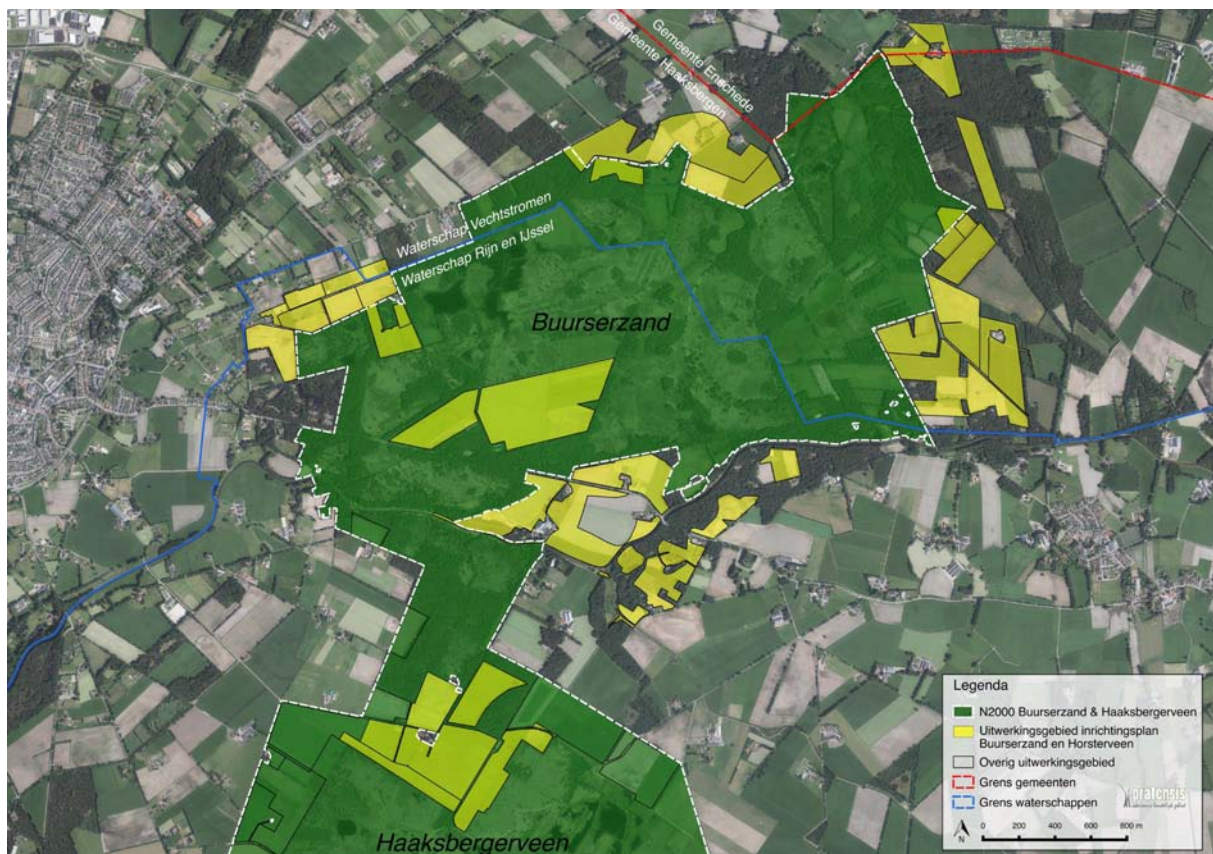 Gemeente Enschede
Gemeente Haaksbergen
Waterschap Vechtstromen
Waterschap Rijn en IJssel
Buurserzand
Haaksbergerveen
Legenda
N2000 Buurserzand & Haaksbergerveen
Uitwerkingsgebied inrichtingsplan
Buurserzand en Horsterveen
Overig uitwerkingsgebied
Grens gemeenten
Grens waterschappen
pratensis
N
0 200 400 600 800 m